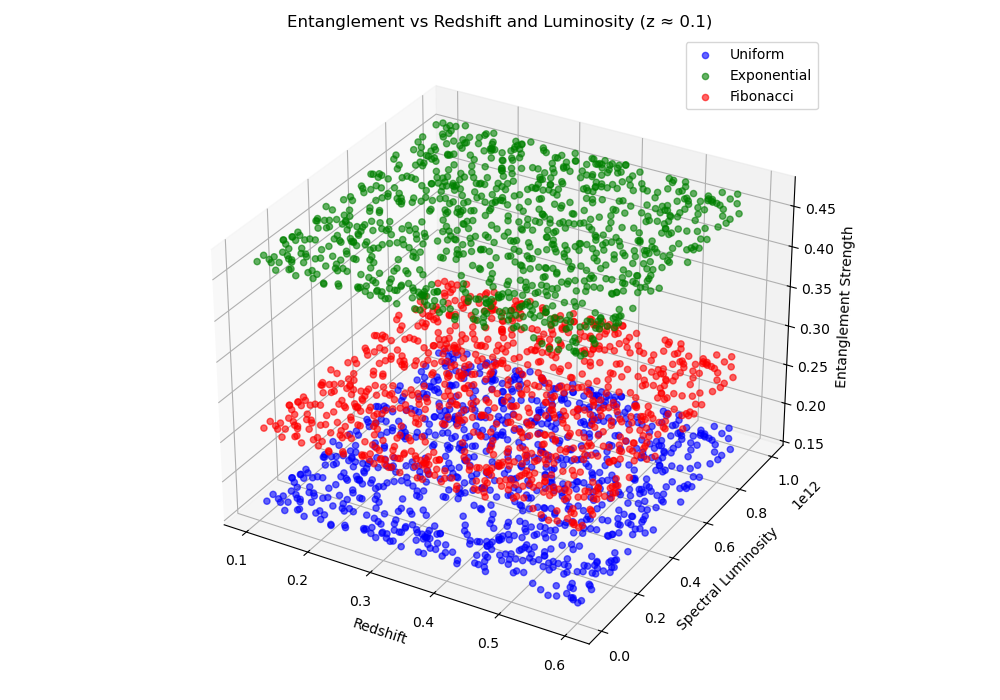 Entanglement vs Redshift and Luminosity (z ≈ 0.1)
Uniform
Exponential
Fibonacci
0.45
0.40
0.35
0.30
0.25
0.20
0.15
Entanglement Strength
1.0
0.8
0.6
0.4
0.2
0.0
1e12
Spectral Luminosity
0.1
0.2
0.3
0.4
0.5
0.6
Redshift